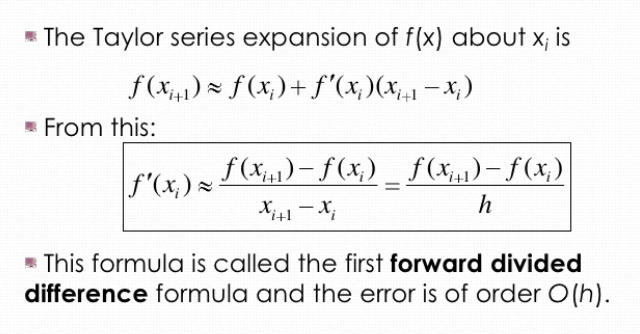 The Taylor series expansion of f(x) about xᵢ is
f(xᵢ₊₁) ≈ f(xᵢ) + f′(xᵢ)(xᵢ₊₁ − xᵢ)
From this:
f′(xᵢ) ≈ (f(xᵢ₊₁) − f(xᵢ)) / (xᵢ₊₁ − xᵢ) = (f(xᵢ₊₁) − f(xᵢ)) / h
This formula is called the first forward divided
difference formula and the error is of order O(h).